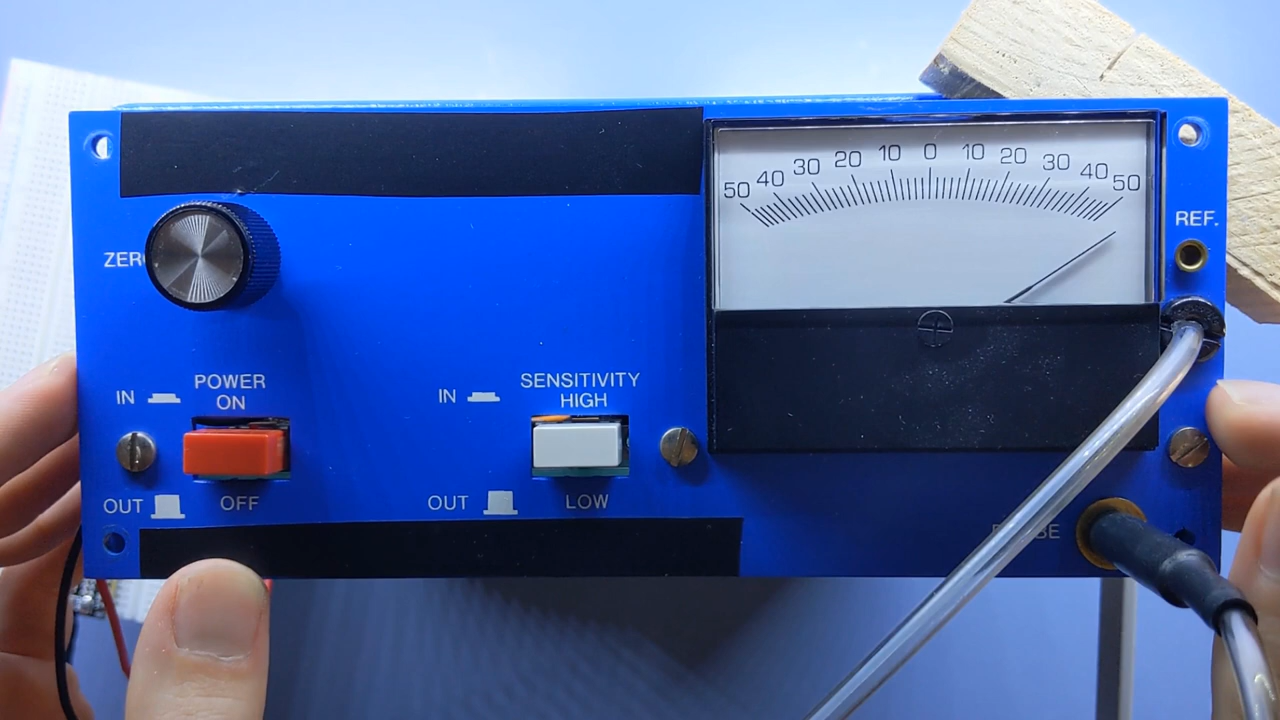 50 40 30 20 10 0 10 20 30 40 50
REF.
ZER
POWER
ON
IN
OFF
OUT
SENSITIVITY
HIGH
IN
LOW
OUT